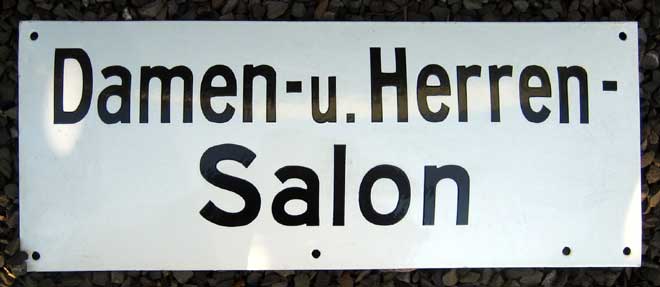 Damen- u. Herren-
Salon